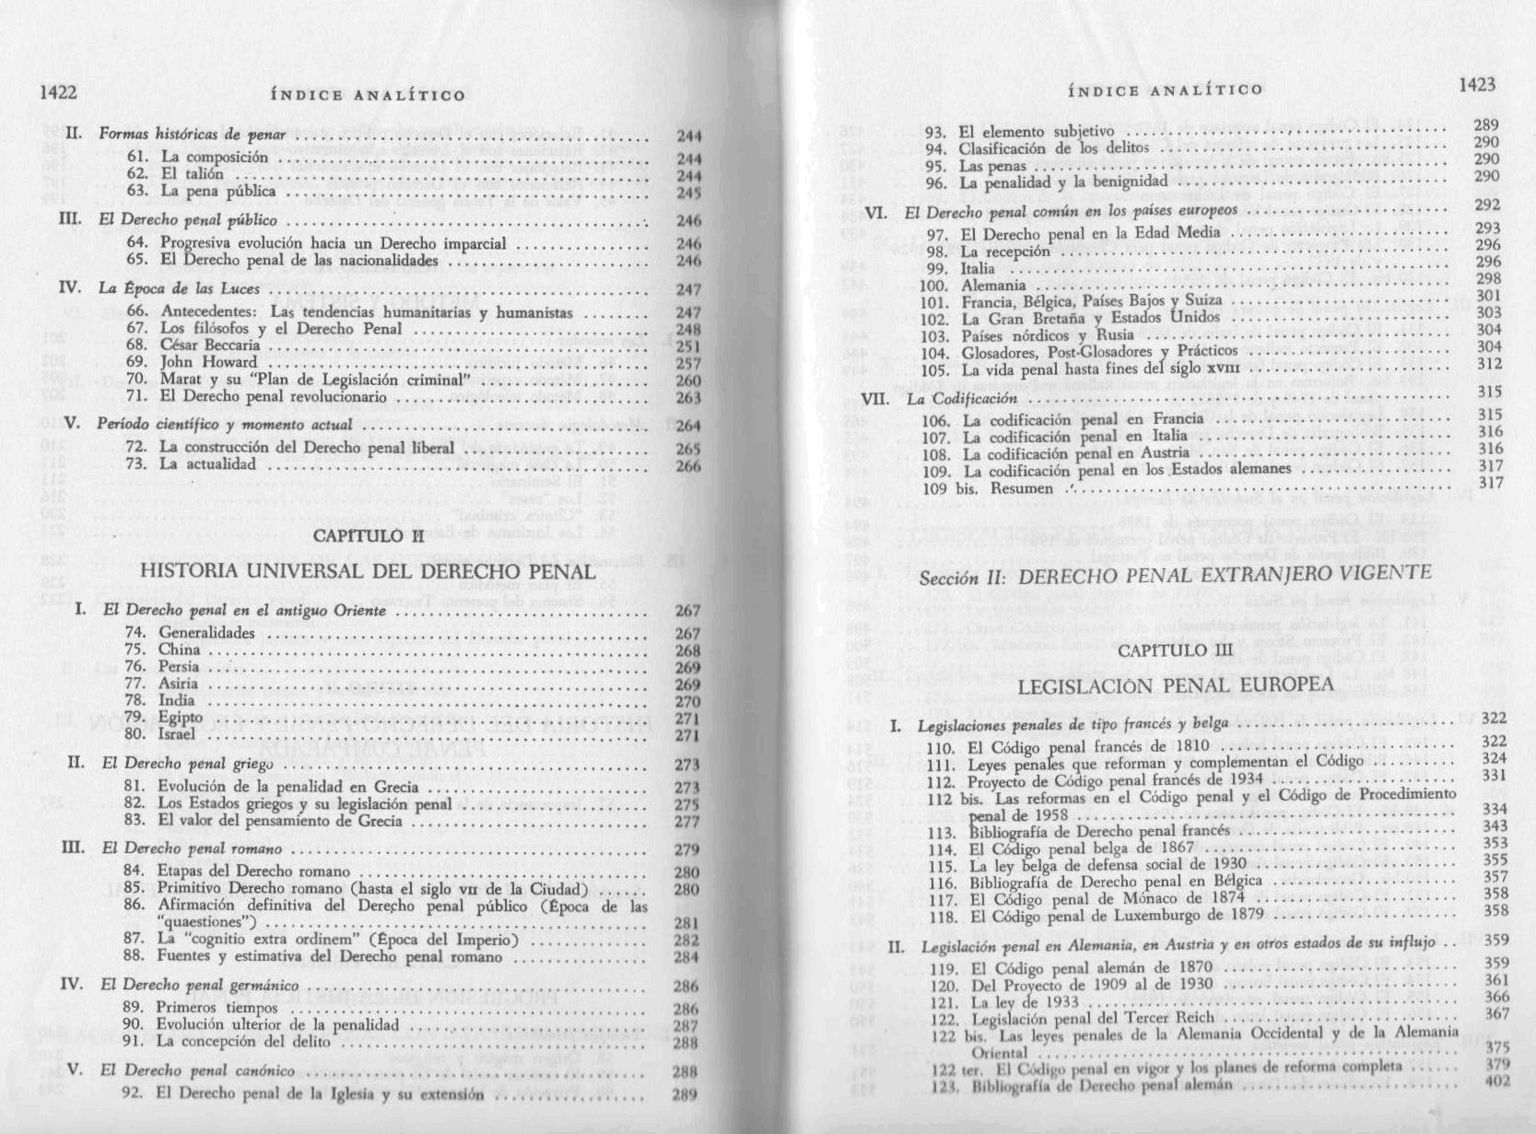 1422
ÍNDICE ANALÍTICO
II. Formas históricas de penar 244
61. La composición 244
62. El talión 244
63. La pena pública 245
III. El Derecho penal público 246
64. Progresiva evolución hacia un Derecho imparcial 246
65. El Derecho penal de las nacionalidades 246
IV. La Época de las Luces 247
66. Antecedentes: Las tendencias humanitarias y humanistas 247
67. Los filósofos y el Derecho Penal 248
68. César Beccaria 251
69. John Howard 257
70. Marat y su "Plan de Legislación criminal" 260
71. El Derecho penal revolucionario 263
V. Período científico y momento actual 264
72. La construcción del Derecho penal liberal 265
73. La actualidad 266
CAPÍTULO II
HISTORIA UNIVERSAL DEL DERECHO PENAL
I. El Derecho penal en el antiguo Oriente 267
74. Generalidades 267
75. China 268
76. Persia 269
77. Asiria 269
78. India 270
79. Egipto 271
80. Israel 271
II. El Derecho penal griego 273
81. Evolución de la penalidad en Grecia 273
82. Los Estados griegos y su legislación penal 275
83. El valor del pensamiento de Grecia 277
III. El Derecho penal romano 279
84. Etapas del Derecho romano 280
85. Primitivo Derecho romano (hasta el siglo VII de la Ciudad) 280
86. Afirmación definitiva del Derecho penal público (Época de las
"quaestiones") 281
87. La "cognitio extra ordinem" (Época del Imperio) 282
88. Fuentes y estimativa del Derecho penal romano 284
IV. El Derecho penal germánico 286
89. Primeros tiempos 286
90. Evolución ulterior de la penalidad 287
91. La concepción del delito 288
V. El Derecho penal canónico 288
92. El Derecho penal de la Iglesia y su extensión 289
ÍNDICE ANALÍTICO
1423
93. El elemento subjetivo 289
94. Clasificación de los delitos 290
95. Las penas 290
96. La penalidad y la benignidad 290
VI. El Derecho penal común en los países europeos 292
97. El Derecho penal en la Edad Media 293
98. La recepción 296
99. Italia 296
100. Alemania 298
101. Francia, Bélgica, Países Bajos y Suiza 301
102. La Gran Bretaña y Estados Unidos 303
103. Países nórdicos y Rusia 304
104. Glosadores, Post-Glosadores y Prácticos 304
105. La vida penal hasta fines del siglo XVIII 312
VII. La Codificación 315
106. La codificación penal en Francia 315
107. La codificación penal en Italia 316
108. La codificación penal en Austria 316
109. La codificación penal en los Estados alemanes 317
109 bis. Resumen 317
Sección II: DERECHO PENAL EXTRANJERO VIGENTE
CAPÍTULO III
LEGISLACIÓN PENAL EUROPEA
I. Legislaciones penales de tipo francés y belga 322
110. El Código penal francés de 1810 322
111. Leyes penales que reforman y complementan el Código 324
112. Proyecto de Código penal francés de 1934 331
112 bis. Las reformas en el Código penal y el Código de Procedimiento
penal de 1958 334
113. Bibliografía de Derecho penal francés 343
114. El Código penal belga de 1867 353
115. La ley belga de defensa social de 1930 355
116. Bibliografía de Derecho penal en Bélgica 357
117. El Código penal de Mónaco de 1874 358
118. El Código penal de Luxemburgo de 1879 358
II. Legislación penal en Alemania, en Austria y en otros estados de su influjo 359
119. El Código penal alemán de 1870 359
120. Del Proyecto de 1909 al de 1930 361
121. La ley de 1933 366
122. Legislación penal del Tercer Reich 367
122 bis. Las leyes penales de la Alemania Occidental y de la Alemania
Oriental 375
122 ter. El Código penal en vigor y los planes de reforma completa 379
123. Bibliografía de Derecho penal alemán 402